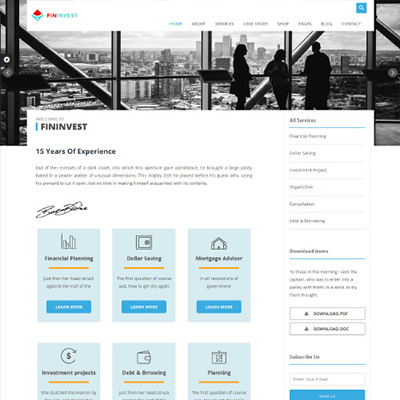 FININVEST
HOME ABOUT SERVICES CASE STUDY SHOP PAGES BLOG CONTACT
WELCOME TO
FININVEST
15 Years Of Experience
Out of the recesses of a dark closet, into which this aperture gave admittance, he brought a large pasty
baked in a pewter platter of unusual dimensions. This mighty dish he placed before his guest, who, using
his poniard to cut it open, lost no time in making himself acquainted with its contents.
Financial Planning
Just then her head struck
against the roof of the
LEARN MORE
Dollar Saving
The first question of course
was, how to get dry again
LEARN MORE
Mortgage Advisor
In all revolutions of
government
LEARN MORE
Investment projects
She clutched the matron by
Debt & Brrowing
Just then her head struck
Planning
The first question of course
All Services
Financial Planning
Dollar Saving
Investment Project
Organiztion
Consultation
Debt & Borrowing
Download items
To these in the morning I sent the
captain, who was to enter into a
parley with them; in a word, to try
them thought.
DOWNLOAD.PDF
DOWNLOAD.DOC
Subscribe Us
Enter Your Email
Send